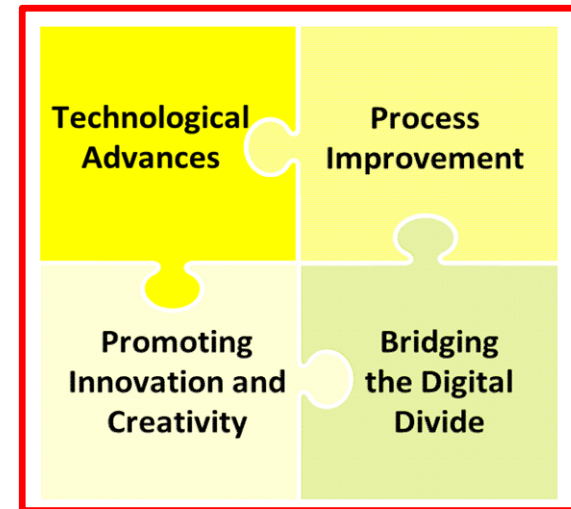 Technological
Advances
Process
Improvement
Promoting
Innovation and
Creativity
Bridging
the Digital
Divide